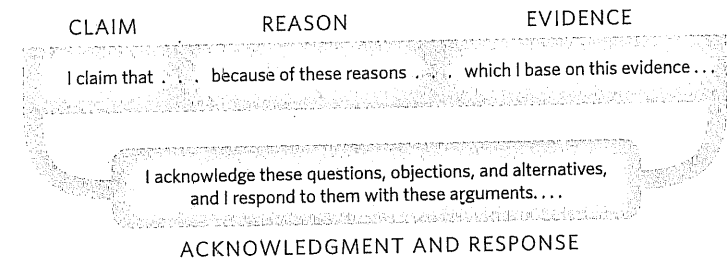 CLAIM REASON EVIDENCE
I claim that . . . because of these reasons . . . . which I base on this evidence . . .
I acknowledge these questions, objections, and alternatives,
and I respond to them with these arguments. . . .
ACKNOWLEDGMENT AND RESPONSE